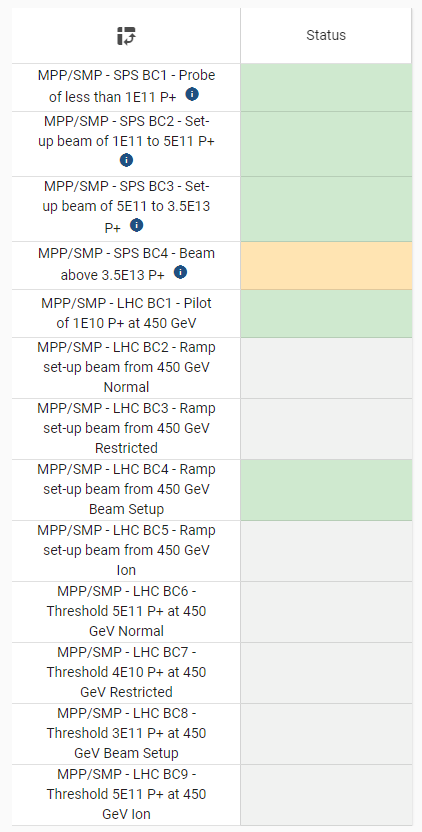 Status
MPP/SMP - SPS BC1 - Probe
of less than 1E11 P+ i
MPP/SMP - SPS BC2 - Set-
up beam of 1E11 to 5E11 P+
i
MPP/SMP - SPS BC3 - Set-
up beam of 5E11 to 3.5E13
P+ i
MPP/SMP - SPS BC4 - Beam
above 3.5E13 P+ i
MPP/SMP - LHC BC1 - Pilot
of 1E10 P+ at 450 GeV
MPP/SMP - LHC BC2 - Ramp
set-up beam from 450 GeV
Normal
MPP/SMP - LHC BC3 - Ramp
set-up beam from 450 GeV
Restricted
MPP/SMP - LHC BC4 - Ramp
set-up beam from 450 GeV
Beam Setup
MPP/SMP - LHC BC5 - Ramp
set-up beam from 450 GeV
Ion
MPP/SMP - LHC BC6 -
Threshold 5E11 P+ at 450
GeV Normal
MPP/SMP - LHC BC7 -
Threshold 4E10 P+ at 450
GeV Restricted
MPP/SMP - LHC BC8 -
Threshold 3E11 P+ at 450
GeV Beam Setup
MPP/SMP - LHC BC9 -
Threshold 5E11 P+ at 450
GeV Ion